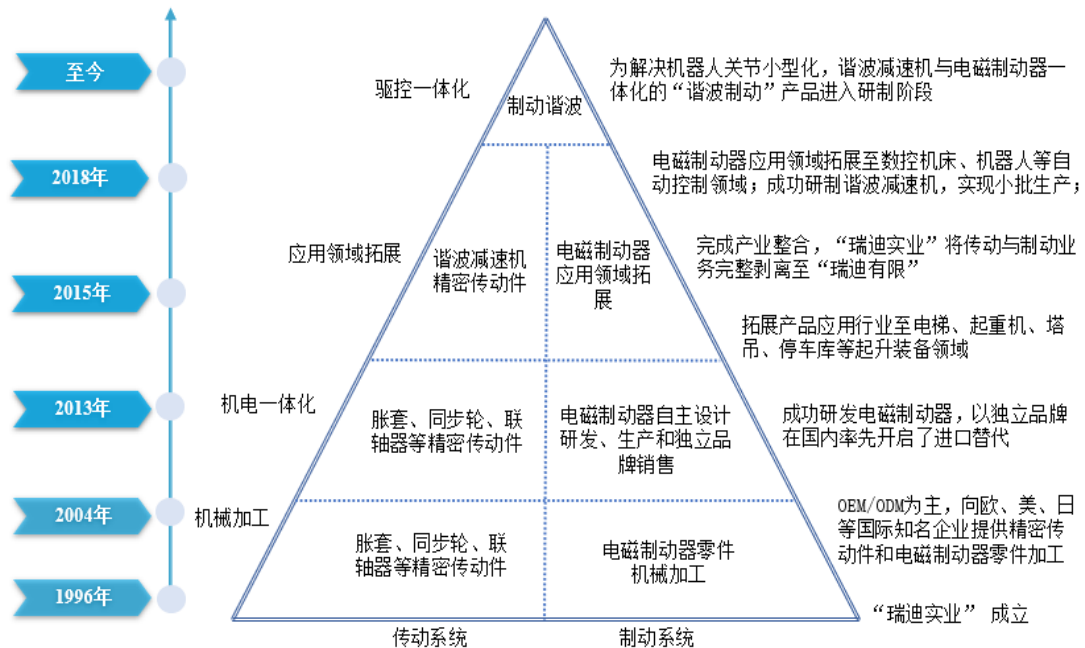 至今
驱控一体化
制动谐波
为解决机器人关节小型化，谐波减速机与电磁制动器一
体化的“谐波制动”产品进入研制阶段
2018年
电磁制动器应用领域拓展至数控机床、机器人等自
动控制领域；成功研制谐波减速机，实现小批生产；
应用领域拓展
谐波减速机
精密传动件
电磁制动器
应用领域拓
展
完成产业整合，“瑞迪实业”将传动与制动业
务完整剥离至“瑞迪有限”
2015年
拓展产品应用行业至电梯、起重机、塔
吊、停车库等起升装备领域
2013年
机电一体化
胀套、同步轮、联
轴器等精密传动件
电磁制动器自主设计
研发、生产和独立品
牌销售
成功研发电磁制动器，以独立品牌
在国内率先开启了进口替代
2004年
机械加工
胀套、同步轮、联
轴器等精密传动件
电磁制动器零件
机械加工
OEM/ODM为主，向欧、美、日
等国际知名企业提供精密传
动件和电磁制动器零件加工
1996年
“瑞迪实业” 成立
传动系统
制动系统